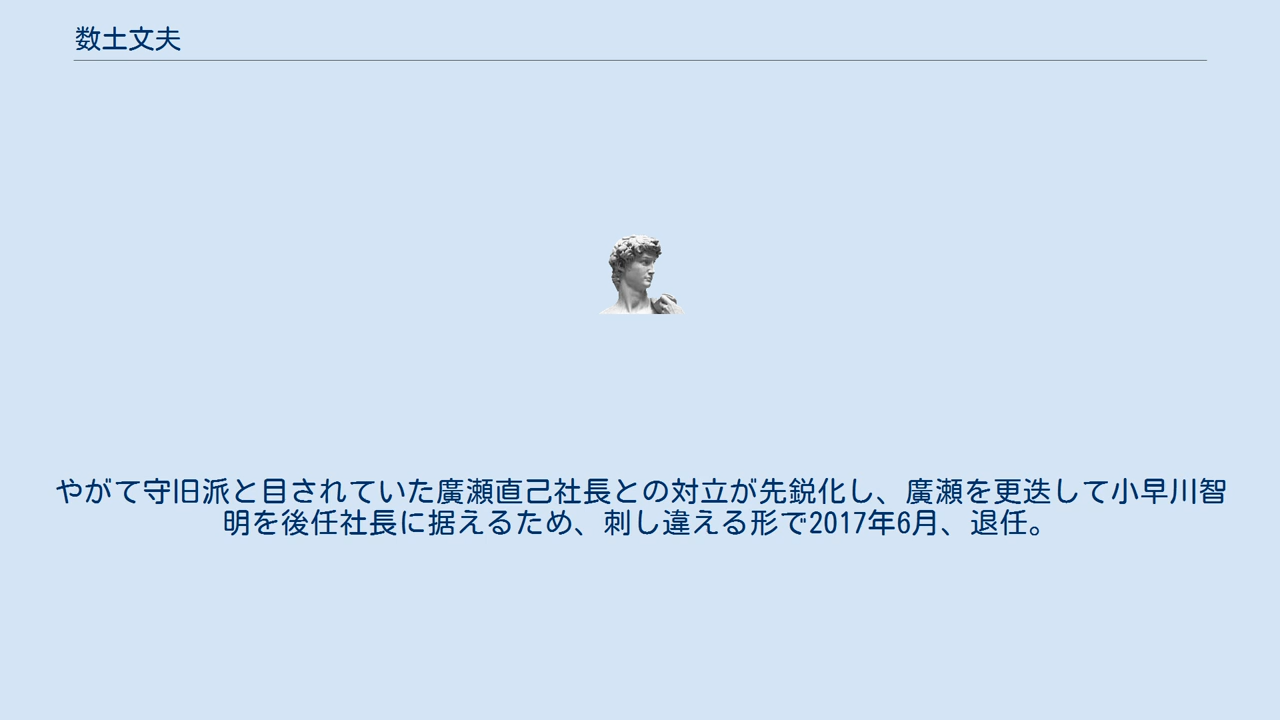 数土文夫
やがて守旧派と目されていた廣瀬直己社長との対立が先鋭化し、廣瀬を更迭して小早川智
明を後任社長に据えるため、刺し違える形で2017年6月、退任。